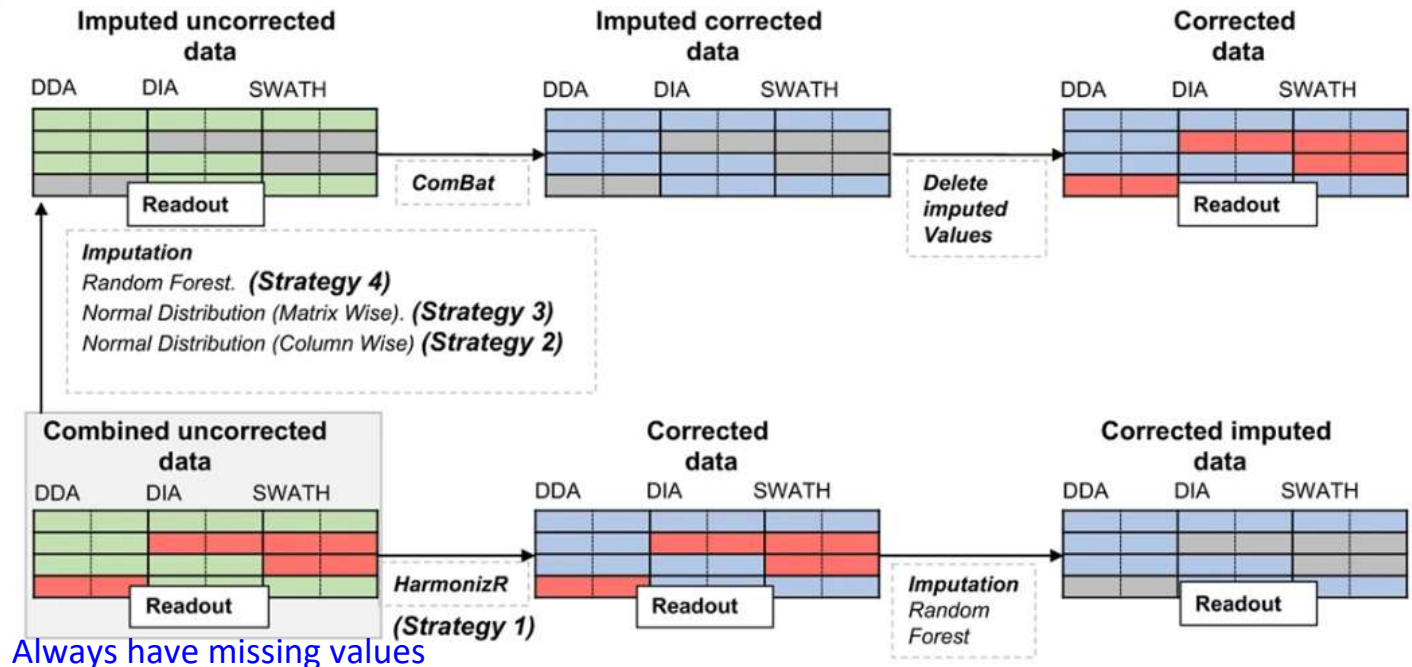 Imputed uncorrected
data
DDA DIA SWATH
Readout
ComBat
Imputed corrected
data
DDA DIA SWATH
Delete
imputed
Values
Corrected
data
DDA DIA SWATH
Readout
Imputation
Random Forest. (Strategy 4)
Normal Distribution (Matrix Wise). (Strategy 3)
Normal Distribution (Column Wise) (Strategy 2)
Combined uncorrected
data
DDA DIA SWATH
Readout
HarmonizR
(Strategy 1)
Corrected
data
DDA DIA SWATH
Readout
Imputation
Random
Forest
Corrected imputed
data
DDA DIA SWATH
Readout
Always have missing values